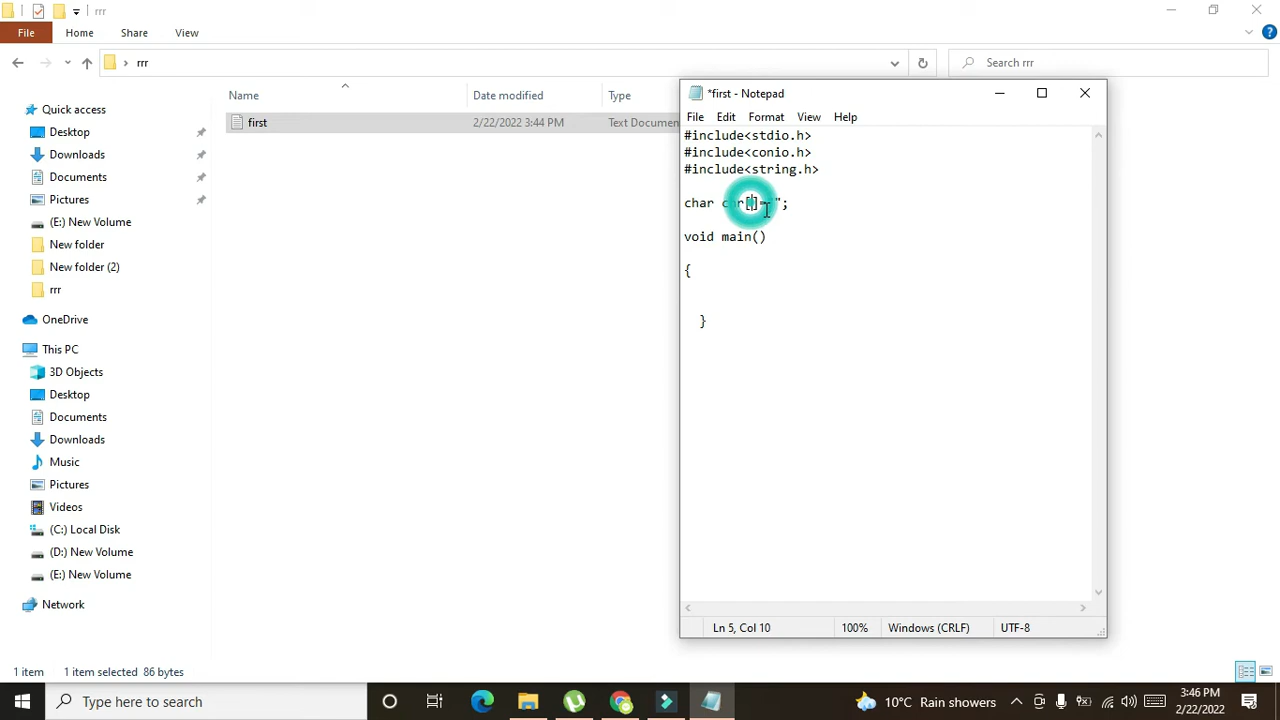 rrr
File
Home
Share
View
rrr
Search rrr
Quick access
Desktop
Downloads
Documents
Pictures
(E:) New Volume
New folder
New folder (2)
rrr
OneDrive
This PC
3D Objects
Desktop
Documents
Downloads
Music
Pictures
Videos
(C:) Local Disk
(D:) New Volume
(E:) New Volume
Network
Name Date modified Type
first 2/22/2022 3:44 PM Text Documen
*first - Notepad
File Edit Format View Help
#include<stdio.h>
#include<conio.h>
#include<string.h>
char chr[]="";
void main()
{
}
Ln 5, Col 10 100% Windows (CRLF) UTF-8
1 item 1 item selected 86 bytes
Type here to search
10°C Rain showers
3:46 PM
2/22/2022